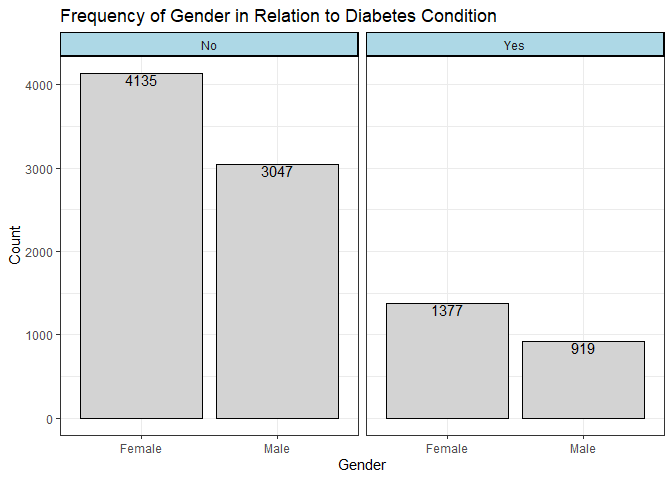 Frequency of Gender in Relation to Diabetes Condition
No
Yes
Count
4000
3000
2000
1000
0
4135
3047
1377
919
Female
Male
Female
Male
Gender